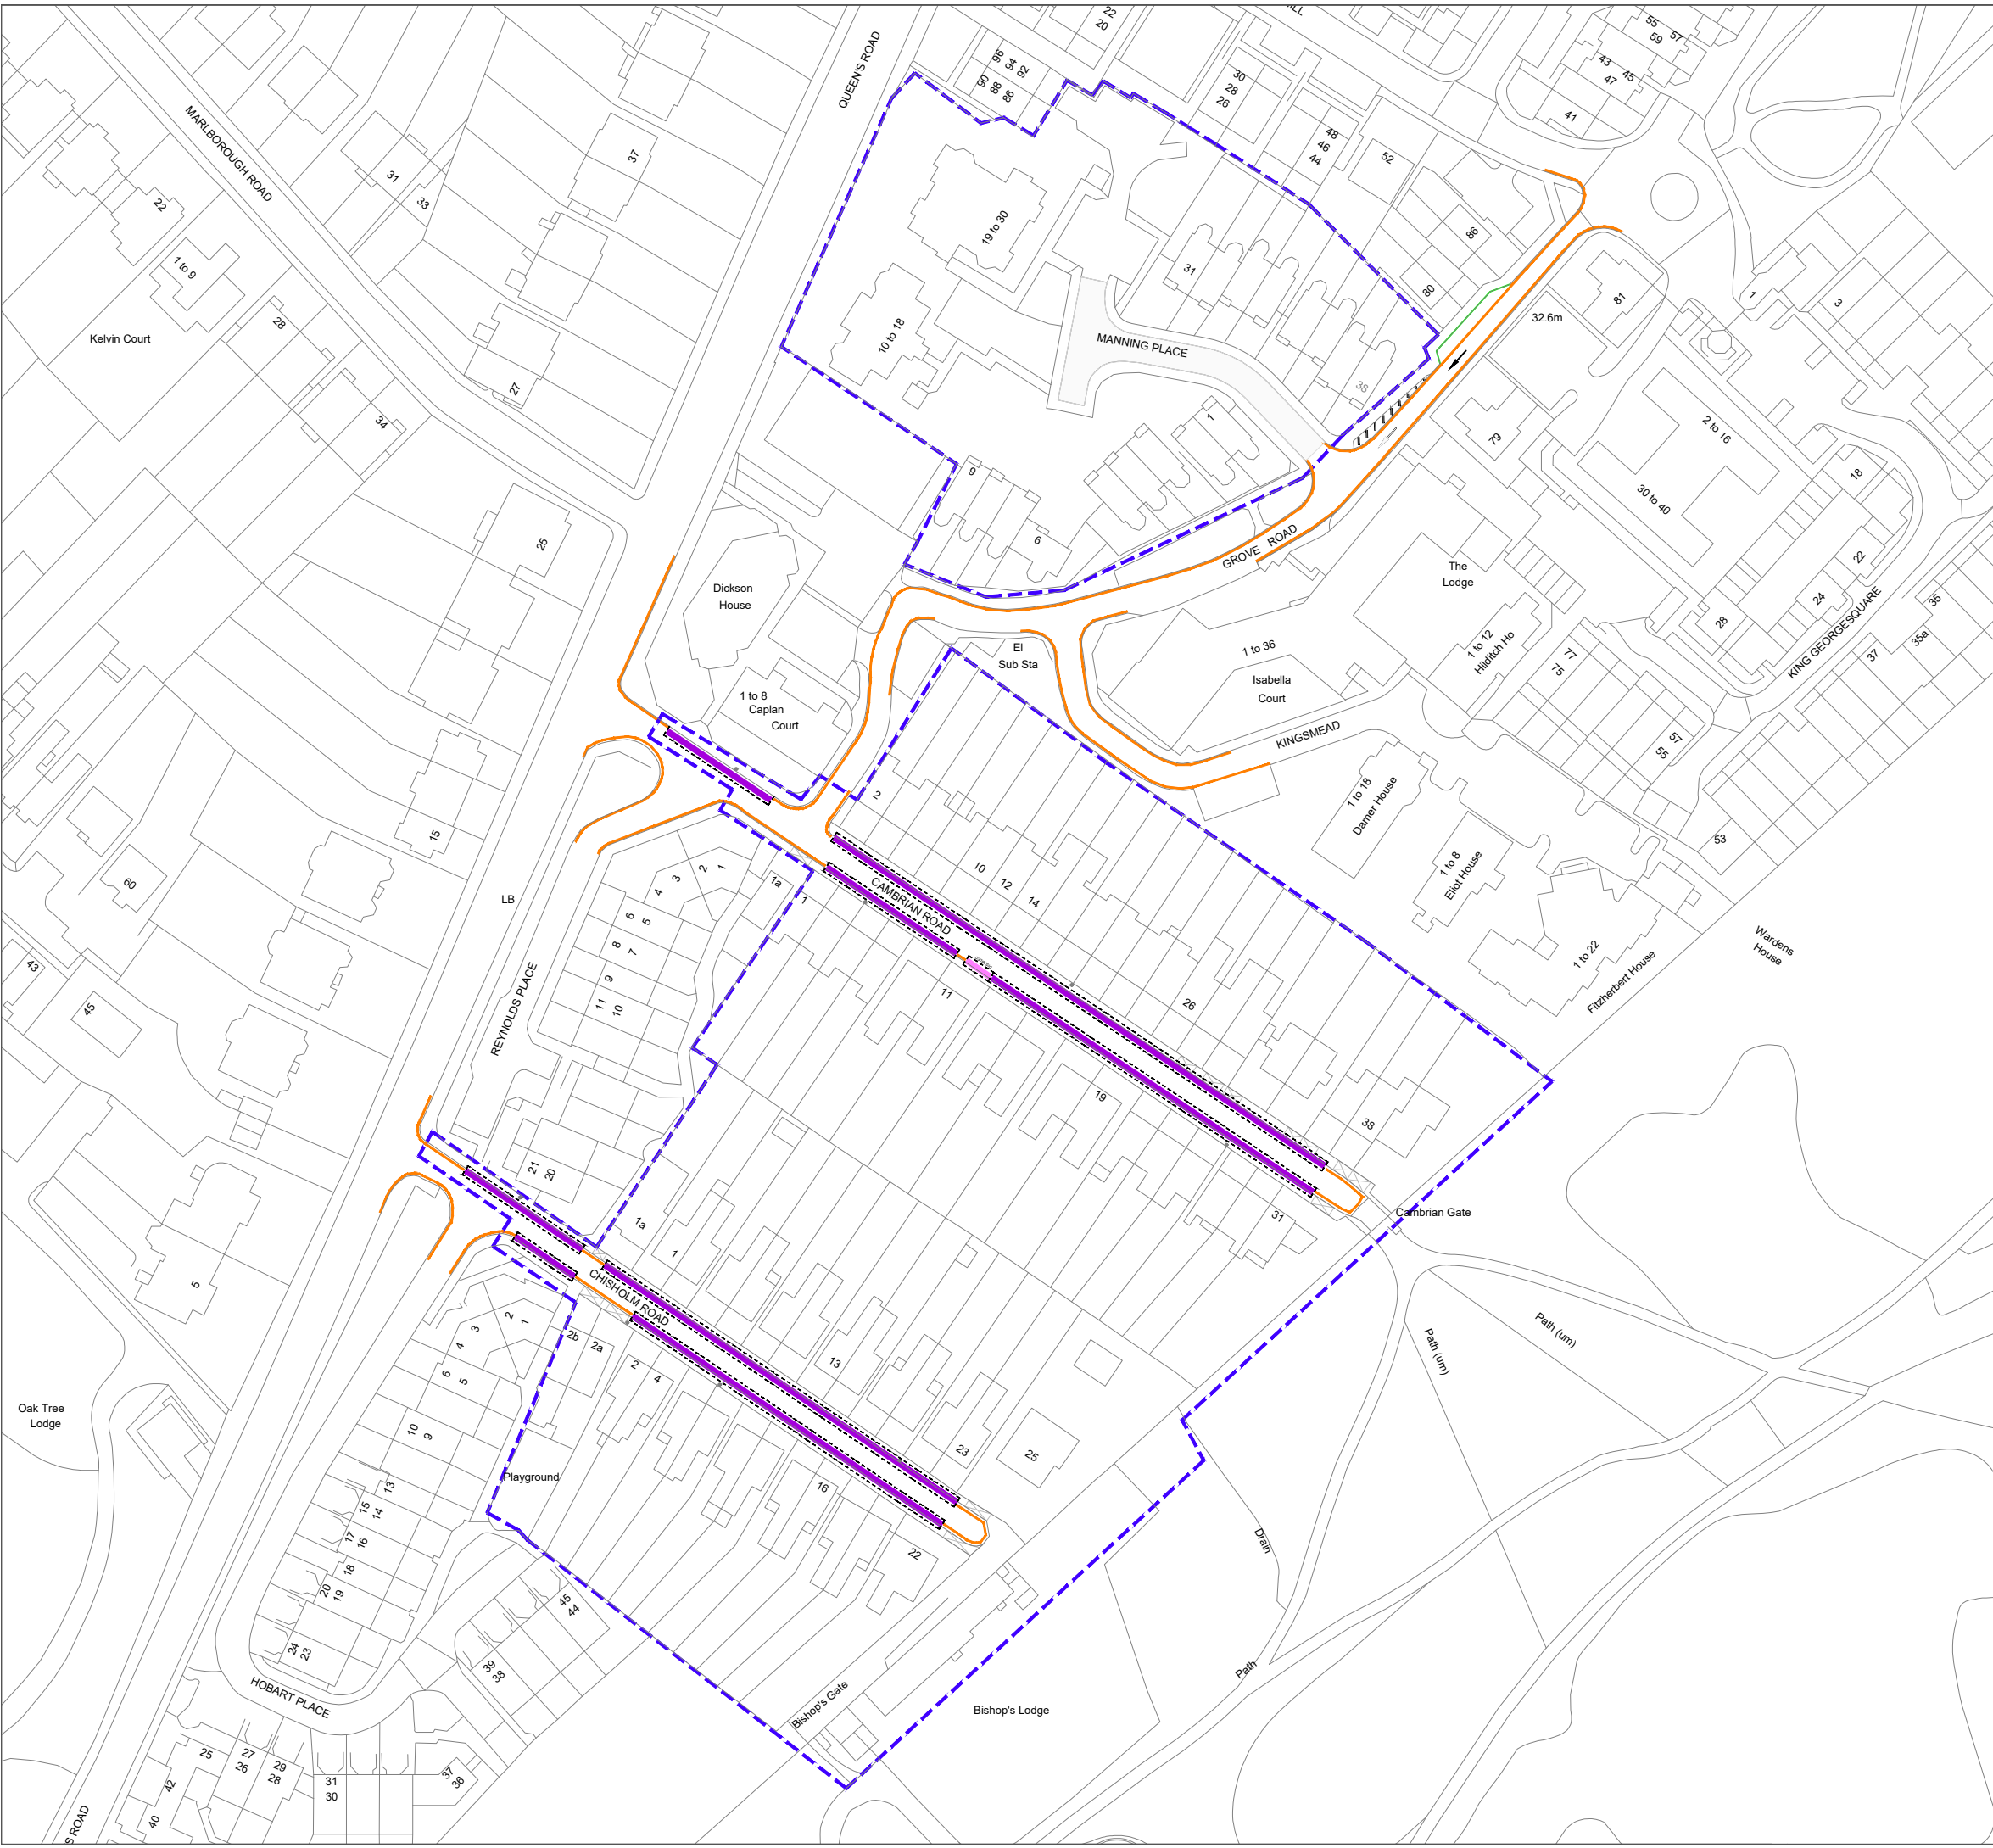 MARLBOROUGH ROAD
QUEEN'S ROAD
22
20
96
94
92
90
88
86
30
28
26
48
46
44
52
55
57
59
43
45
47
41
37
31
33
22
1 to 9
28
Kelvin Court
34
27
19 to 30
10 to 18
31
MANNING PLACE
38
86
80
81
32.6m
1
3
79
2 to 16
30 to 40
18
22
24
28
KING GEORGESQUARE
35
35a
37
25
15
9
6
1
GROVE ROAD
The
Lodge
1 to 12
Hilditch Ho
77
75
57
55
53
Dickson
House
1 to 8
Caplan
Court
El
Sub Sta
1 to 36
Isabella
Court
KINGSMEAD
1 to 18
Damer House
1 to 8
Eliot House
1 to 22
Fitzherbert House
Wardens
House
60
43
45
LB
REYNOLDS PLACE
1
2
3
4
5
6
7
8
9
10
11
20
21
1a
1
2
10
12
14
CAMBRIAN ROAD
11
26
19
38
31
Cambrian Gate
1a
1
CHISHOLM ROAD
5
1
2
3
4
5
6
9
10
2b
2a
2
4
13
16
22
23
25
Playground
Oak Tree
Lodge
13
15
14
17
16
18
20
19
24
23
45
44
39
38
HOBART PLACE
25
27
26
29
28
31
30
37
36
42
40
S ROAD
Bishop's Gate
Bishop's Lodge
Path (um)
Path (um)
Drain
Path